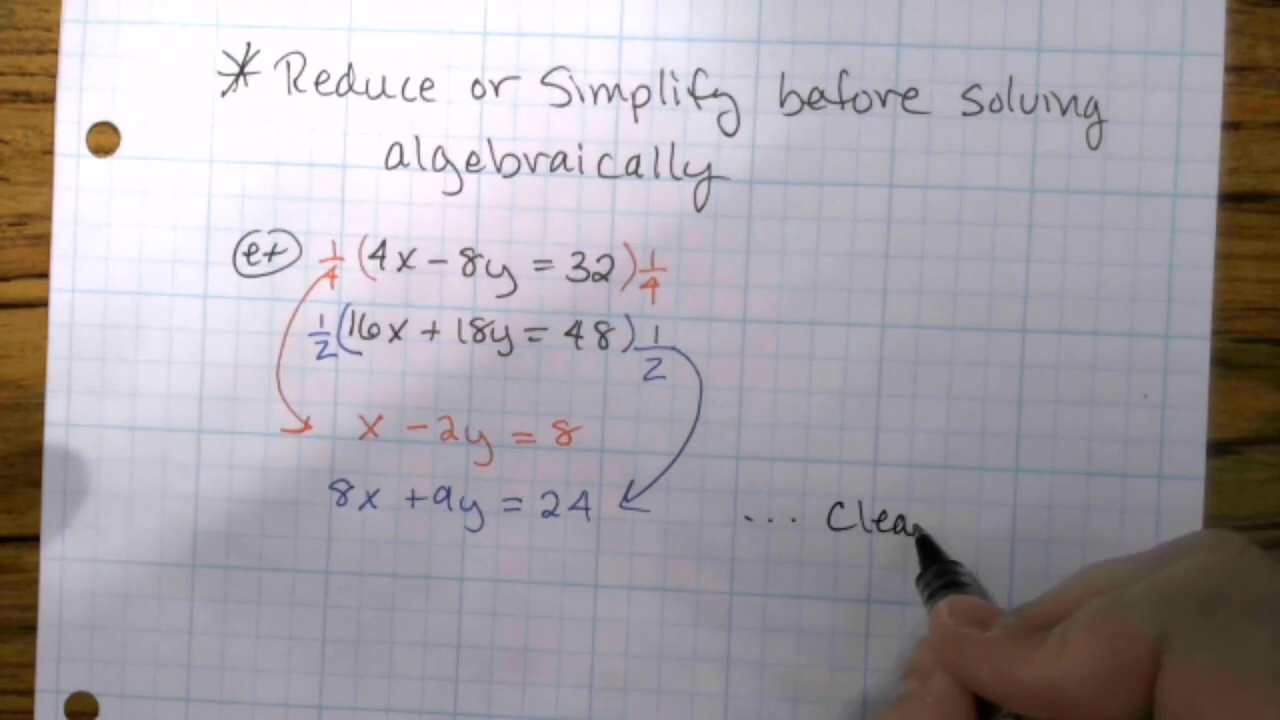 * Reduce or Simplify before solving
algebraically
ex 1/4 (4x - 8y = 32) 1/4
1/2 (16x + 18y = 48) 1/2
x - 2y = 8
8x + 9y = 24
... Clea